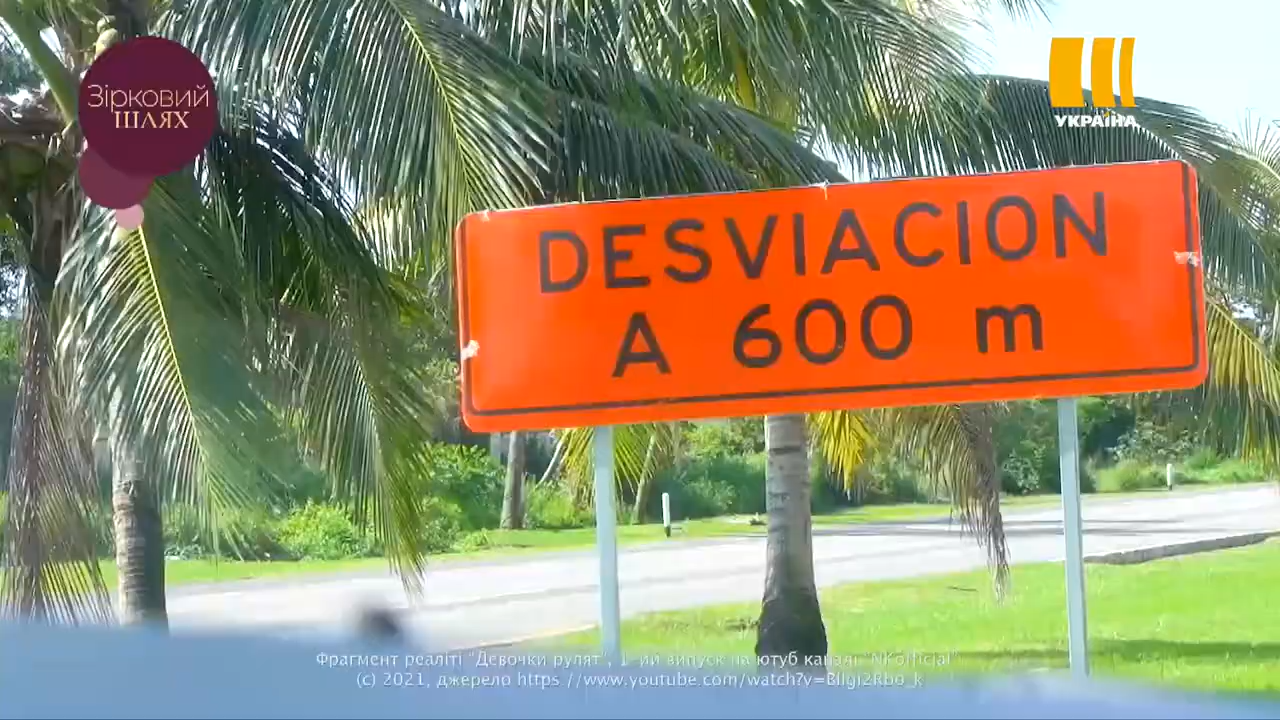 Зірковий
ШЛЯХ
УКРАЇНА
DESVIACION
A 600 m
Фрагмент реаліті "Девочки рулят", 1-ий випуск на ютуб каналі "NKofficial"
(c) 2021, джерело https://www.youtube.com/watch?v=